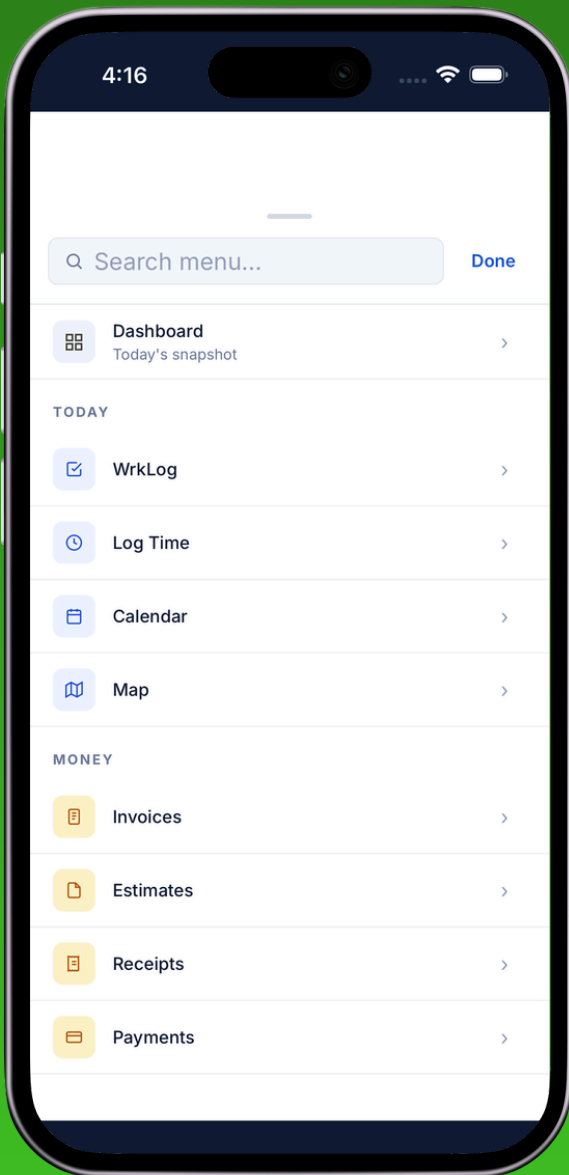 4:16
Search menu...
Done
Dashboard
Today's snapshot
TODAY
WrkLog
Log Time
Calendar
Map
MONEY
Invoices
Estimates
Receipts
Payments